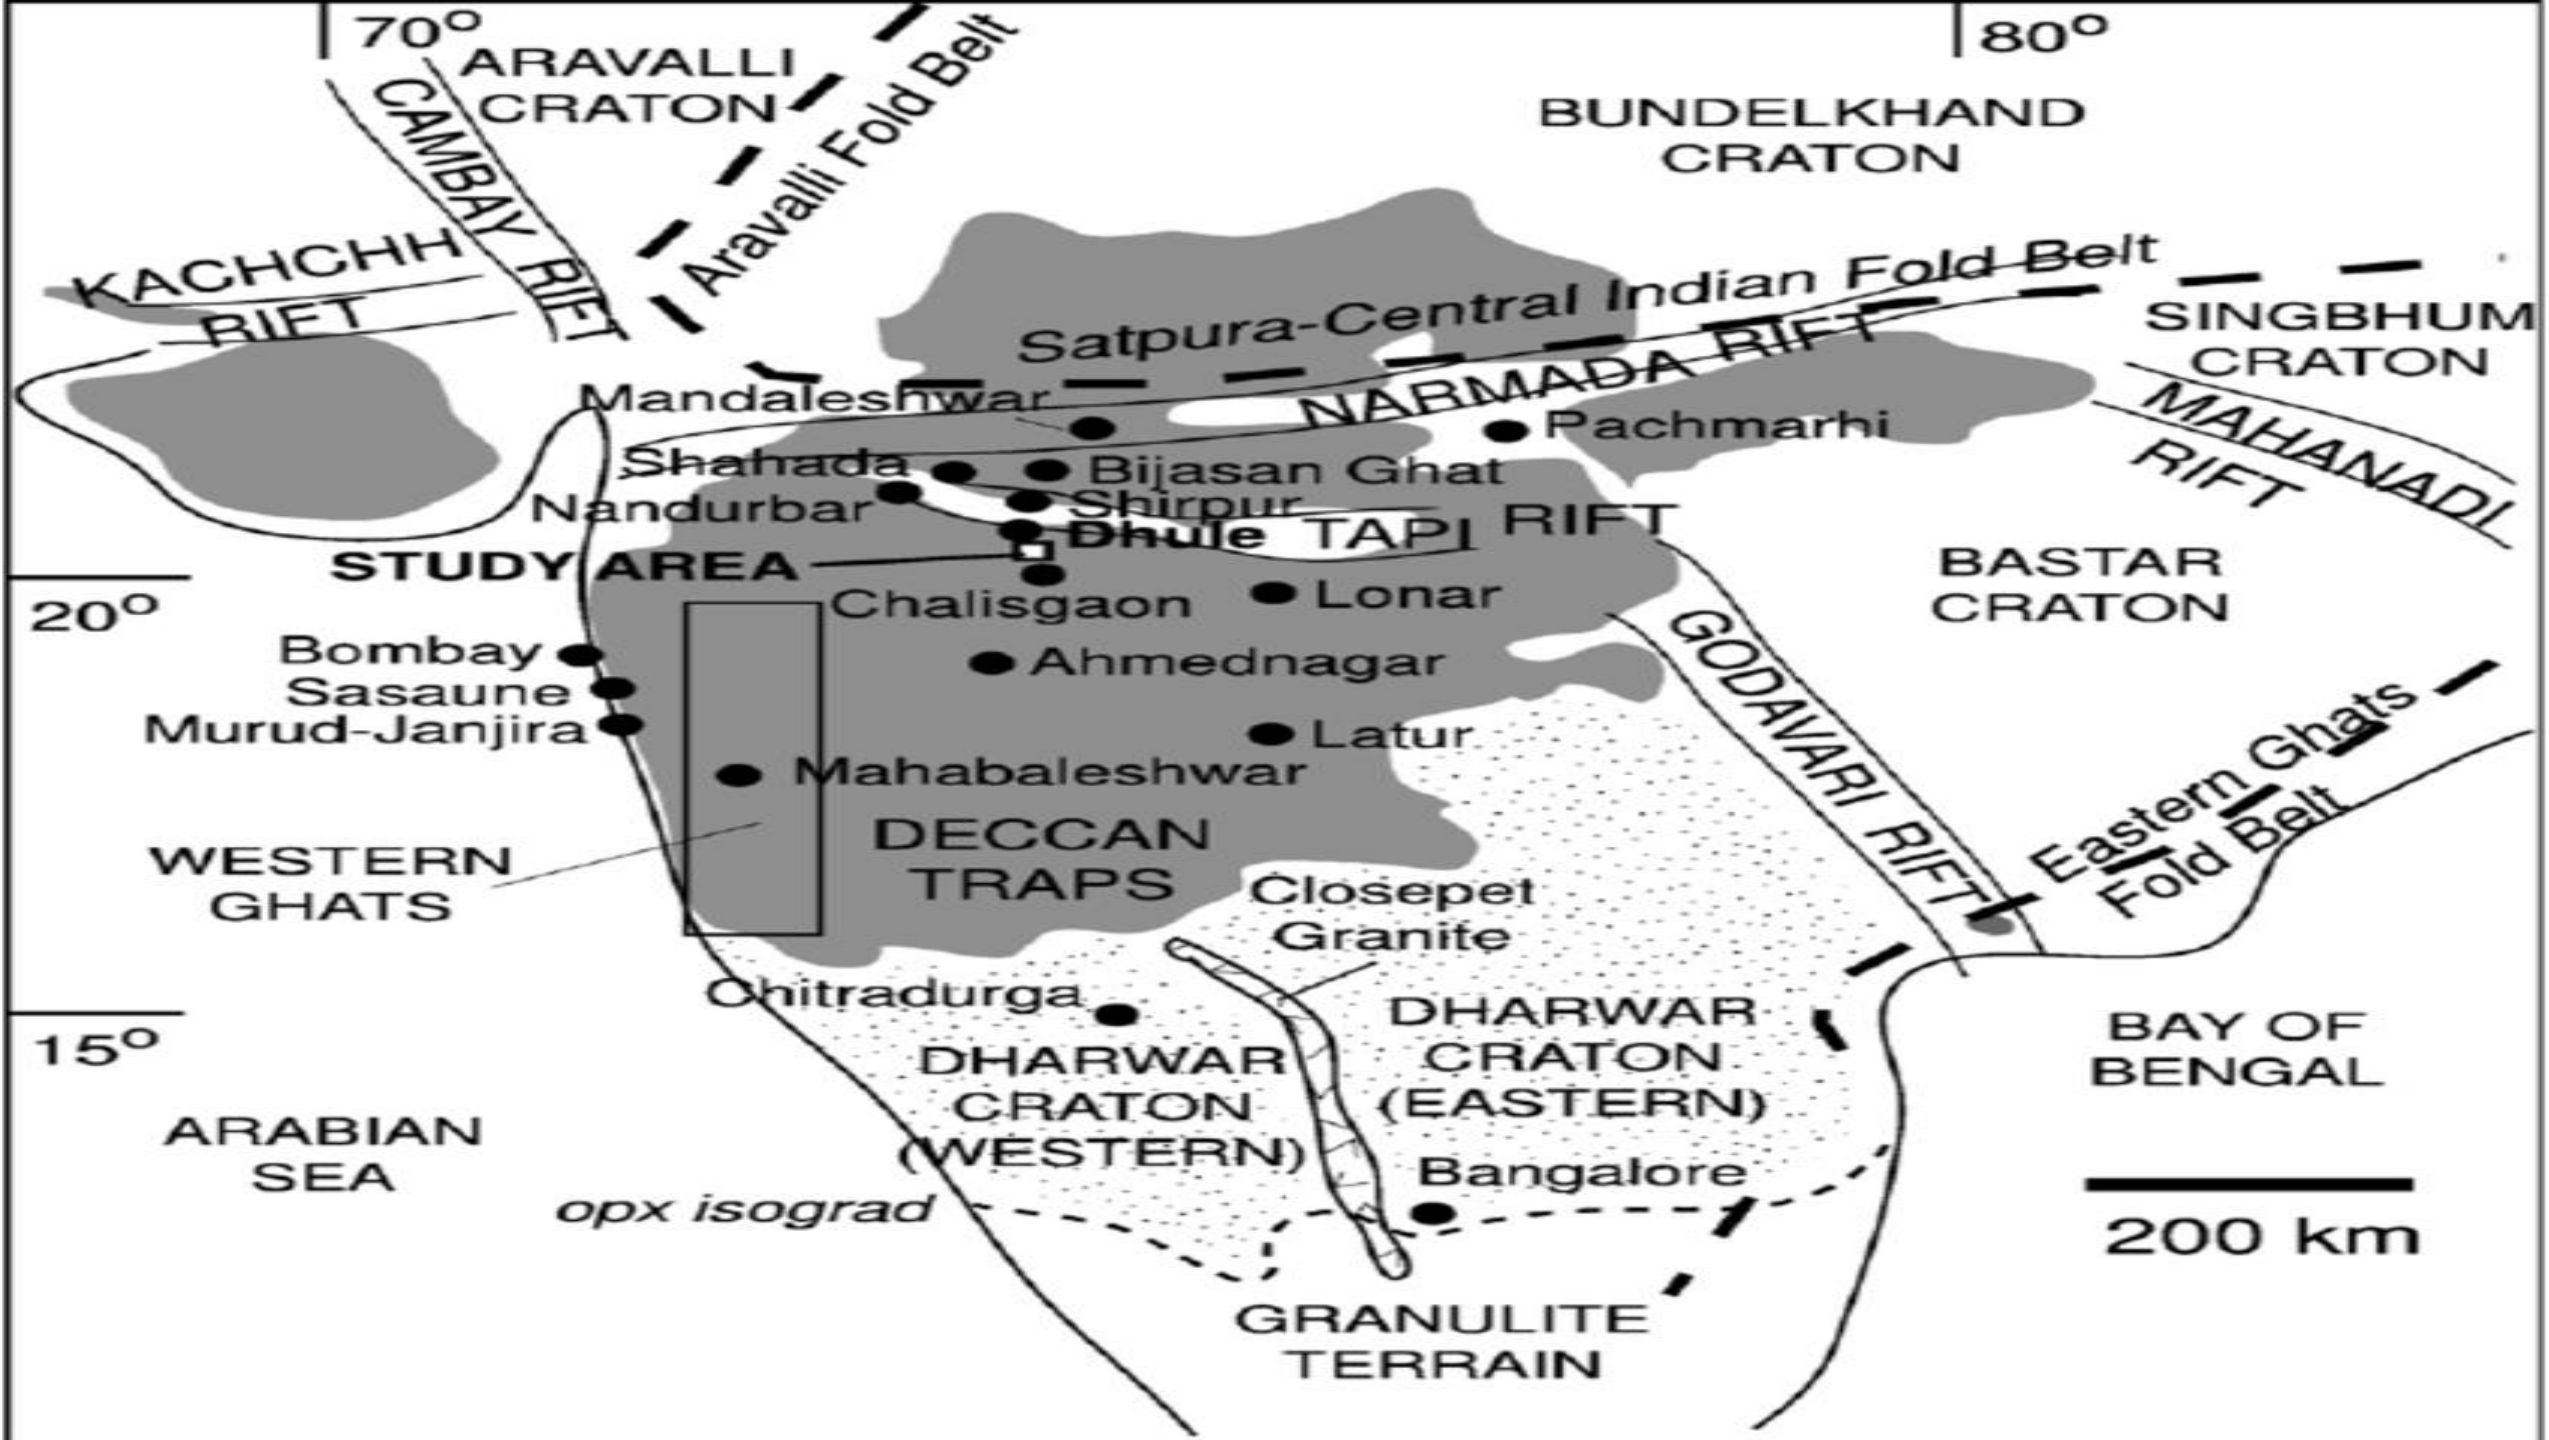 70°
80°
ARAVALLI
CRATON
Aravalli Fold Belt
CAMBAY RIFT
BUNDELKHAND
CRATON
KACHCHH
RIFT
Satpura-Central Indian Fold Belt
SINGBHUM
CRATON
NARMADA RIFT
MAHANADI
RIFT
Mandaleshwar
Pachmarhi
Shahada
Bijasan Ghat
Nandurbar
Shirpur
Dhule
TAPI RIFT
STUDY AREA
20°
Chalisgaon
Lonar
BASTAR
CRATON
GODAVARI RIFT
Bombay
Ahmednagar
Sasaune
Murud-Janjira
Latur
Mahabaleshwar
Eastern Ghats
Fold Belt
DECCAN
TRAPS
WESTERN
GHATS
Closepet
Granite
Chitradurga
15°
DHARWAR
CRATON
(WESTERN)
DHARWAR
CRATON
(EASTERN)
BAY OF
BENGAL
ARABIAN
SEA
Bangalore
opx isograd
200 km
GRANULITE
TERRAIN